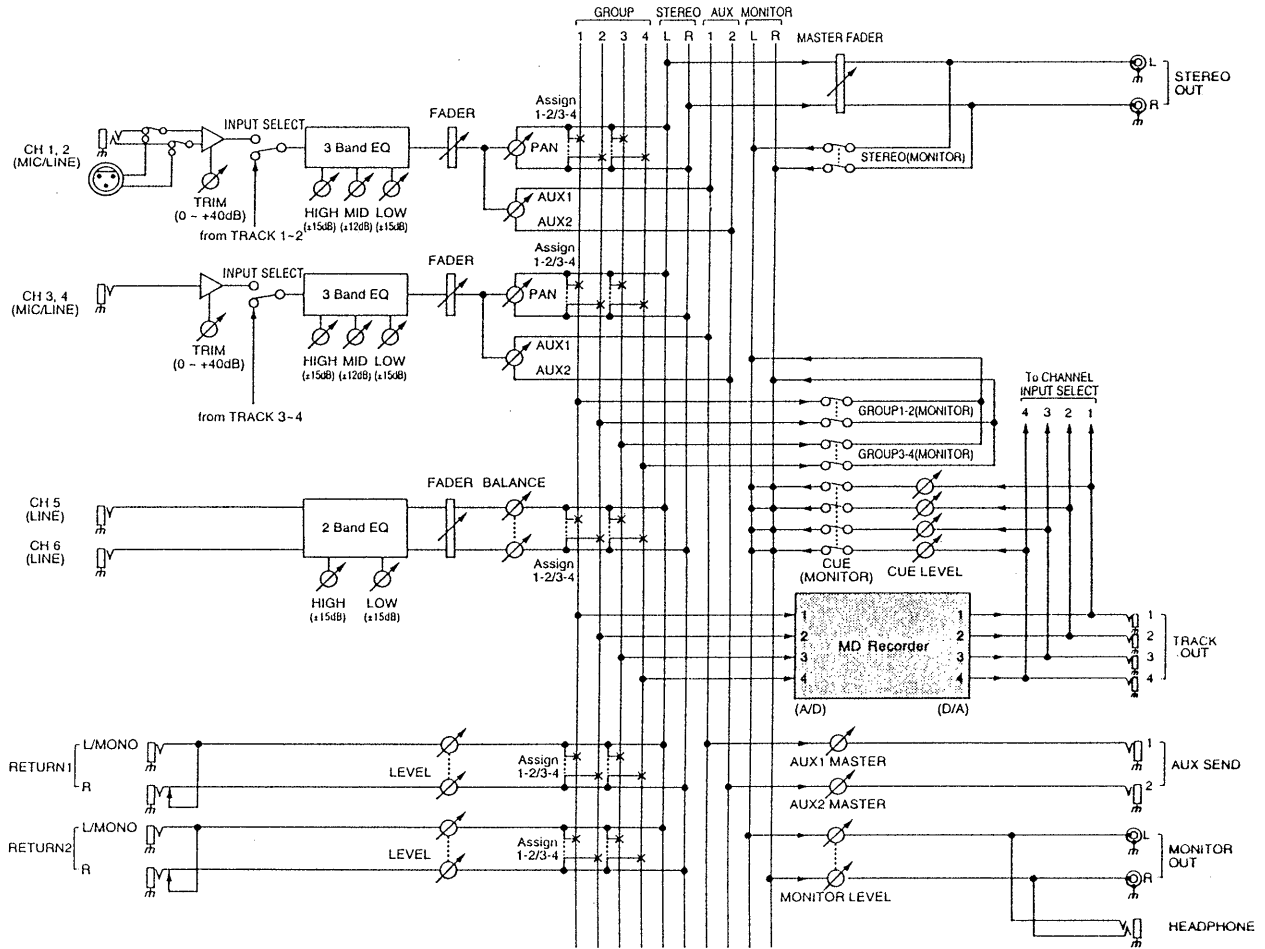 GROUP STEREO AUX MONITOR
1 2 3 4 L R 1 2 L R
MASTER FADER
L
STEREO
OUT
R
Assign
1-2/3-4
FADER
INPUT SELECT
CH 1, 2
(MIC/LINE)
3 Band EQ
PAN
STEREO(MONITOR)
TRIM
(0 ~ +40dB)
HIGH MID LOW
(±15dB) (±12dB) (±15dB)
AUX1
AUX2
from TRACK 1~2
Assign
1-2/3-4
FADER
INPUT SELECT
CH 3, 4
(MIC/LINE)
3 Band EQ
PAN
TRIM
(0 ~ +40dB)
HIGH MID LOW
(±15dB) (±12dB) (±15dB)
AUX1
AUX2
from TRACK 3~4
To CHANNEL
INPUT SELECT
4 3 2 1
GROUP1-2(MONITOR)
GROUP3-4(MONITOR)
CH 5
(LINE)
CH 6
(LINE)
2 Band EQ
FADER BALANCE
Assign
1-2/3-4
HIGH LOW
(±15dB) (±15dB)
CUE
(MONITOR)
CUE LEVEL
1 1 1
2 2 2
MD Recorder
3 3 3
4 4 4
TRACK
OUT
(A/D) (D/A)
RETURN1
L/MONO
R
LEVEL
Assign
1-2/3-4
AUX1 MASTER
AUX2 MASTER
1
AUX SEND
2
RETURN2
L/MONO
R
LEVEL
Assign
1-2/3-4
MONITOR LEVEL
L
MONITOR
OUT
R
HEADPHONE